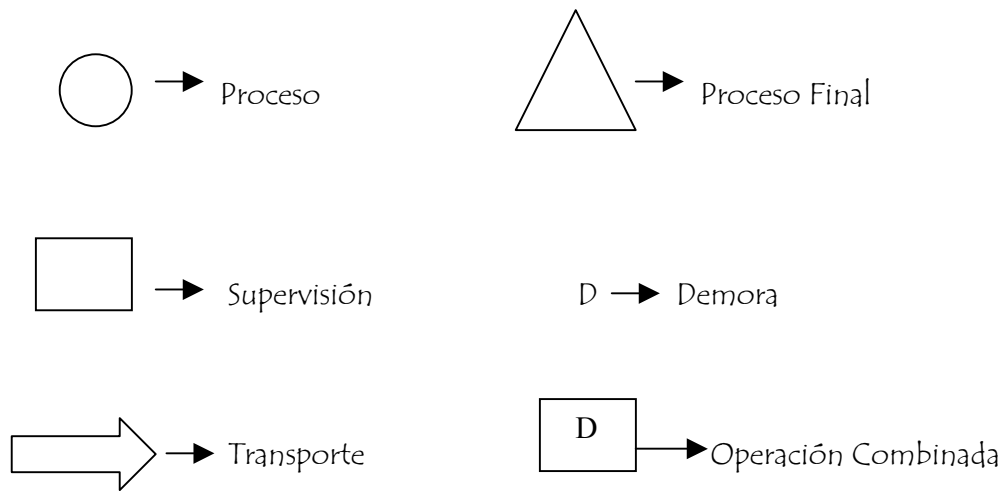 Proceso
Proceso Final
Supervisión
D
Demora
Transporte
D
Operación Combinada